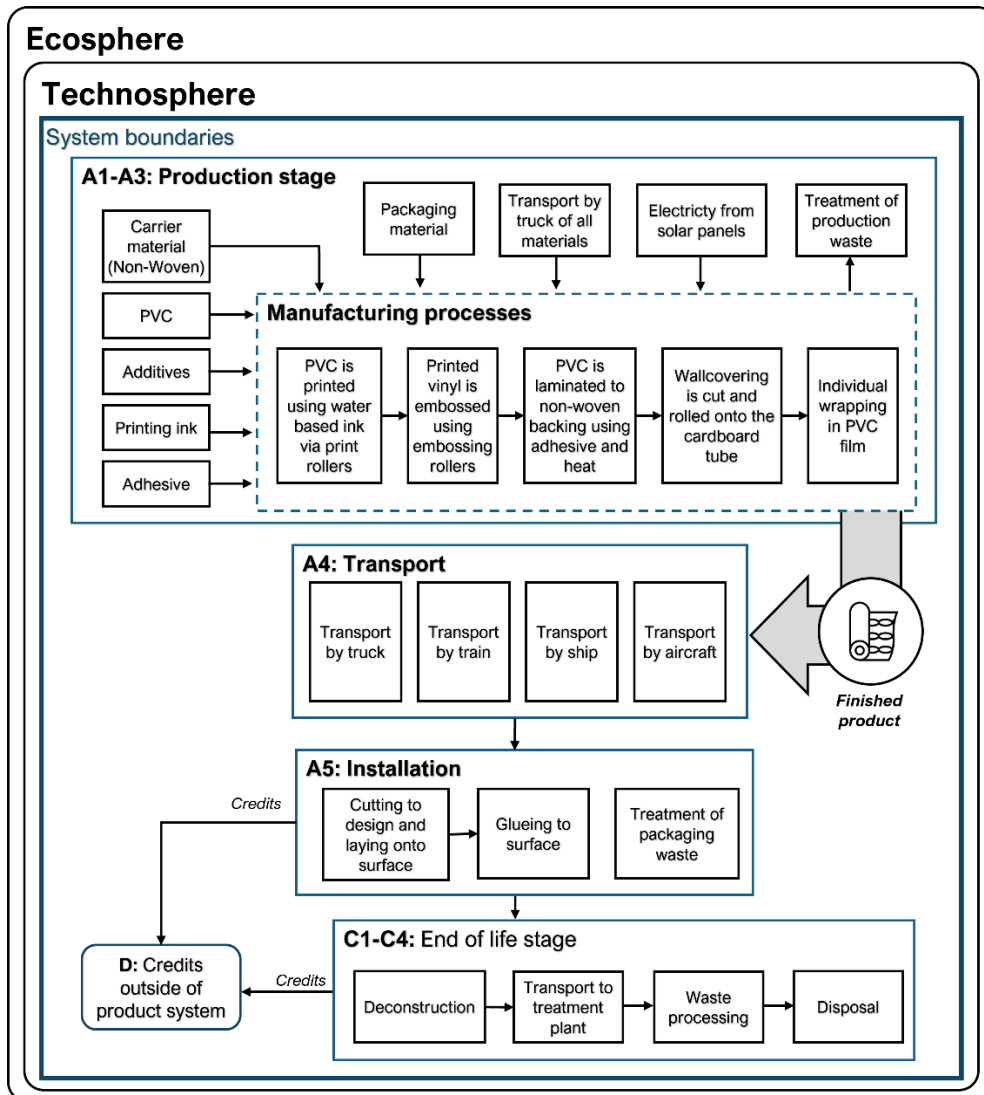 Ecosphere
Technosphere
System boundaries
A1-A3: Production stage
Carrier
material
(Non-Woven)
PVC
Additives
Printing ink
Adhesive
Packaging
material
Transport by
truck of all
materials
Electricty from
solar panels
Treatment of
production
waste
Manufacturing processes
PVC is
printed
using water
based ink
via print
rollers
Printed
vinyl is
embossed
using
embossing
rollers
PVC is
laminated to
non-woven
backing using
adhesive and
heat
Wallcovering
is cut and
rolled onto the
cardboard
tube
Individual
wrapping
in PVC
film
Finished
product
A4: Transport
Transport
by truck
Transport
by train
Transport
by ship
Transport
by aircraft
A5: Installation
Cutting to
design and
laying onto
surface
Glueing to
surface
Treatment of
packaging
waste
Credits
C1-C4: End of life stage
Deconstruction
Transport to
treatment
plant
Waste
processing
Disposal
Credits
D: Credits
outside of
product system